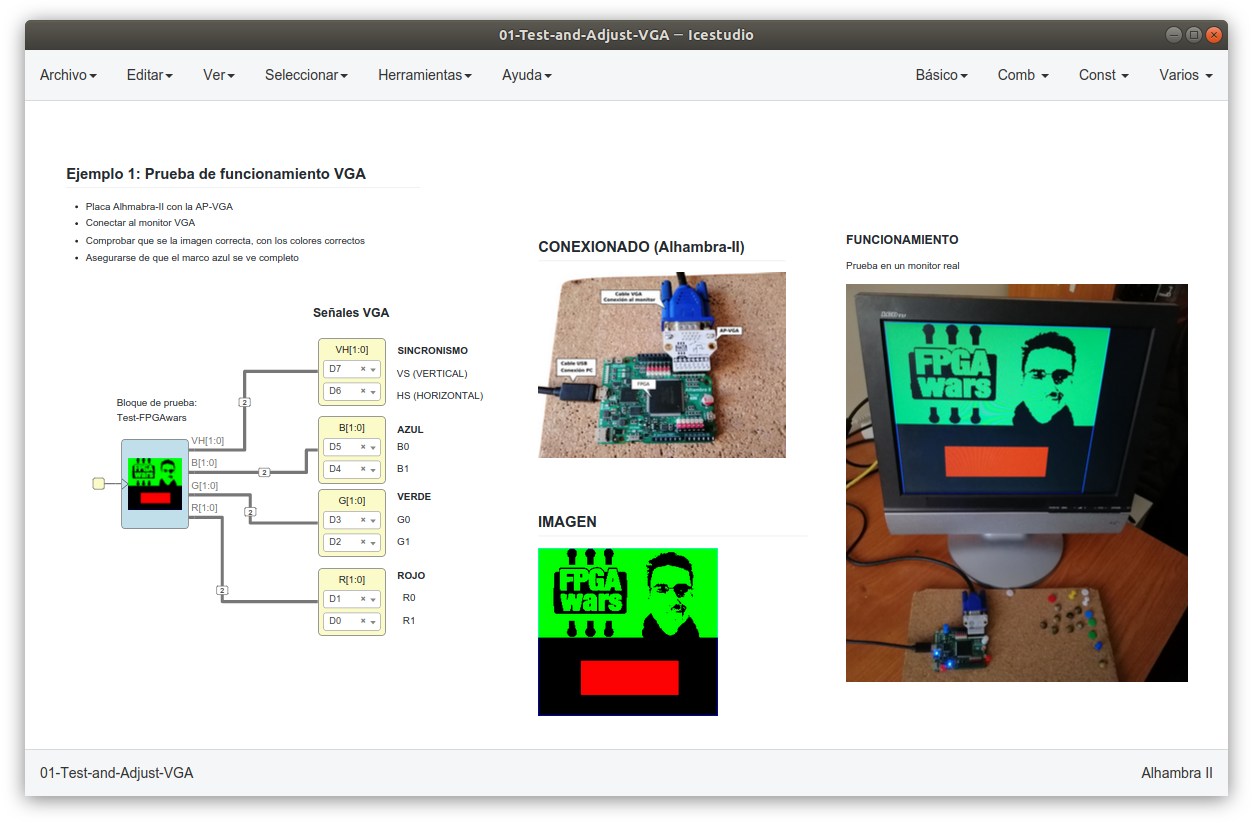 01-Test-and-Adjust-VGA – Icestudio
Archivo Editar Ver Seleccionar Herramientas Ayuda Básico Comb Const Varios
Ejemplo 1: Prueba de funcionamiento VGA
Placa Alhmabra-II con la AP-VGA
Conectar al monitor VGA
Comprobar que se la imagen correcta, con los colores correctos
Asegurarse de que el marco azul se ve completo
Señales VGA
VH[1:0]
D7
D6
SINCRONISMO
VS (VERTICAL)
HS (HORIZONTAL)
Bloque de prueba:
Test-FPGAwars
VH[1:0]
B[1:0]
G[1:0]
R[1:0]
FPGA
wars
2
2
2
2
B[1:0]
D5
D4
AZUL
B0
B1
G[1:0]
D3
D2
VERDE
G0
G1
R[1:0]
D1
D0
ROJO
R0
R1
CONEXIONADO (Alhambra-II)
Cable VGA
Conexión al monitor
AP-VGA
Cable USB
Conexión PC
FPGA
IMAGEN
FPGA
wars
FUNCIONAMIENTO
Prueba en un monitor real
FPGA
wars
01-Test-and-Adjust-VGA
Alhambra II